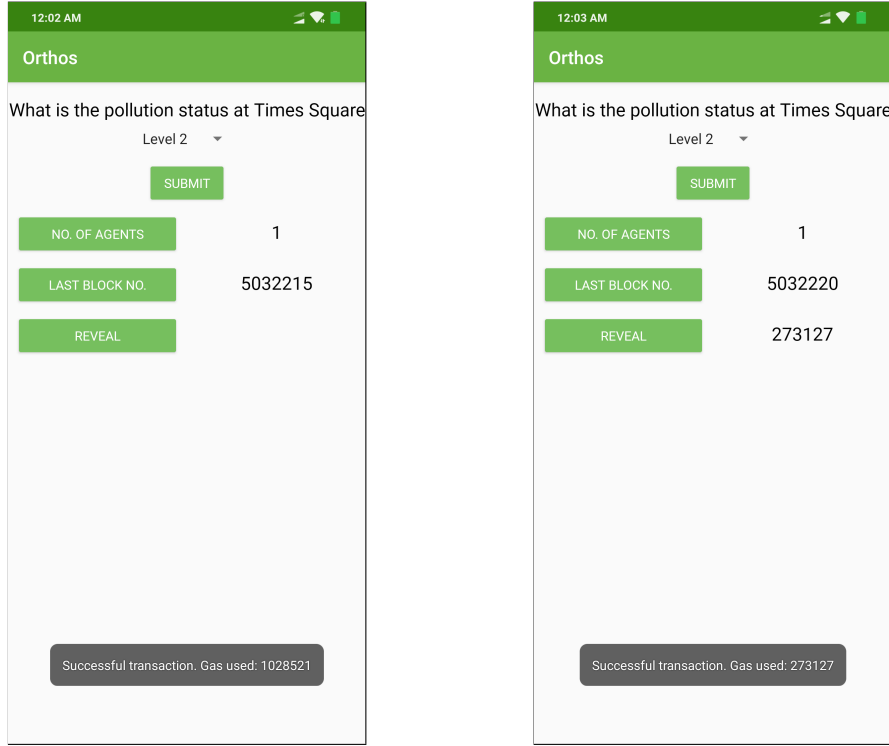 12:02 AM
Orthos
What is the pollution status at Times Square
Level 2
SUBMIT
NO. OF AGENTS 1
LAST BLOCK NO. 5032215
REVEAL
Successful transaction. Gas used: 1028521
12:03 AM
Orthos
What is the pollution status at Times Square
Level 2
SUBMIT
NO. OF AGENTS 1
LAST BLOCK NO. 5032220
REVEAL 273127
Successful transaction. Gas used: 273127